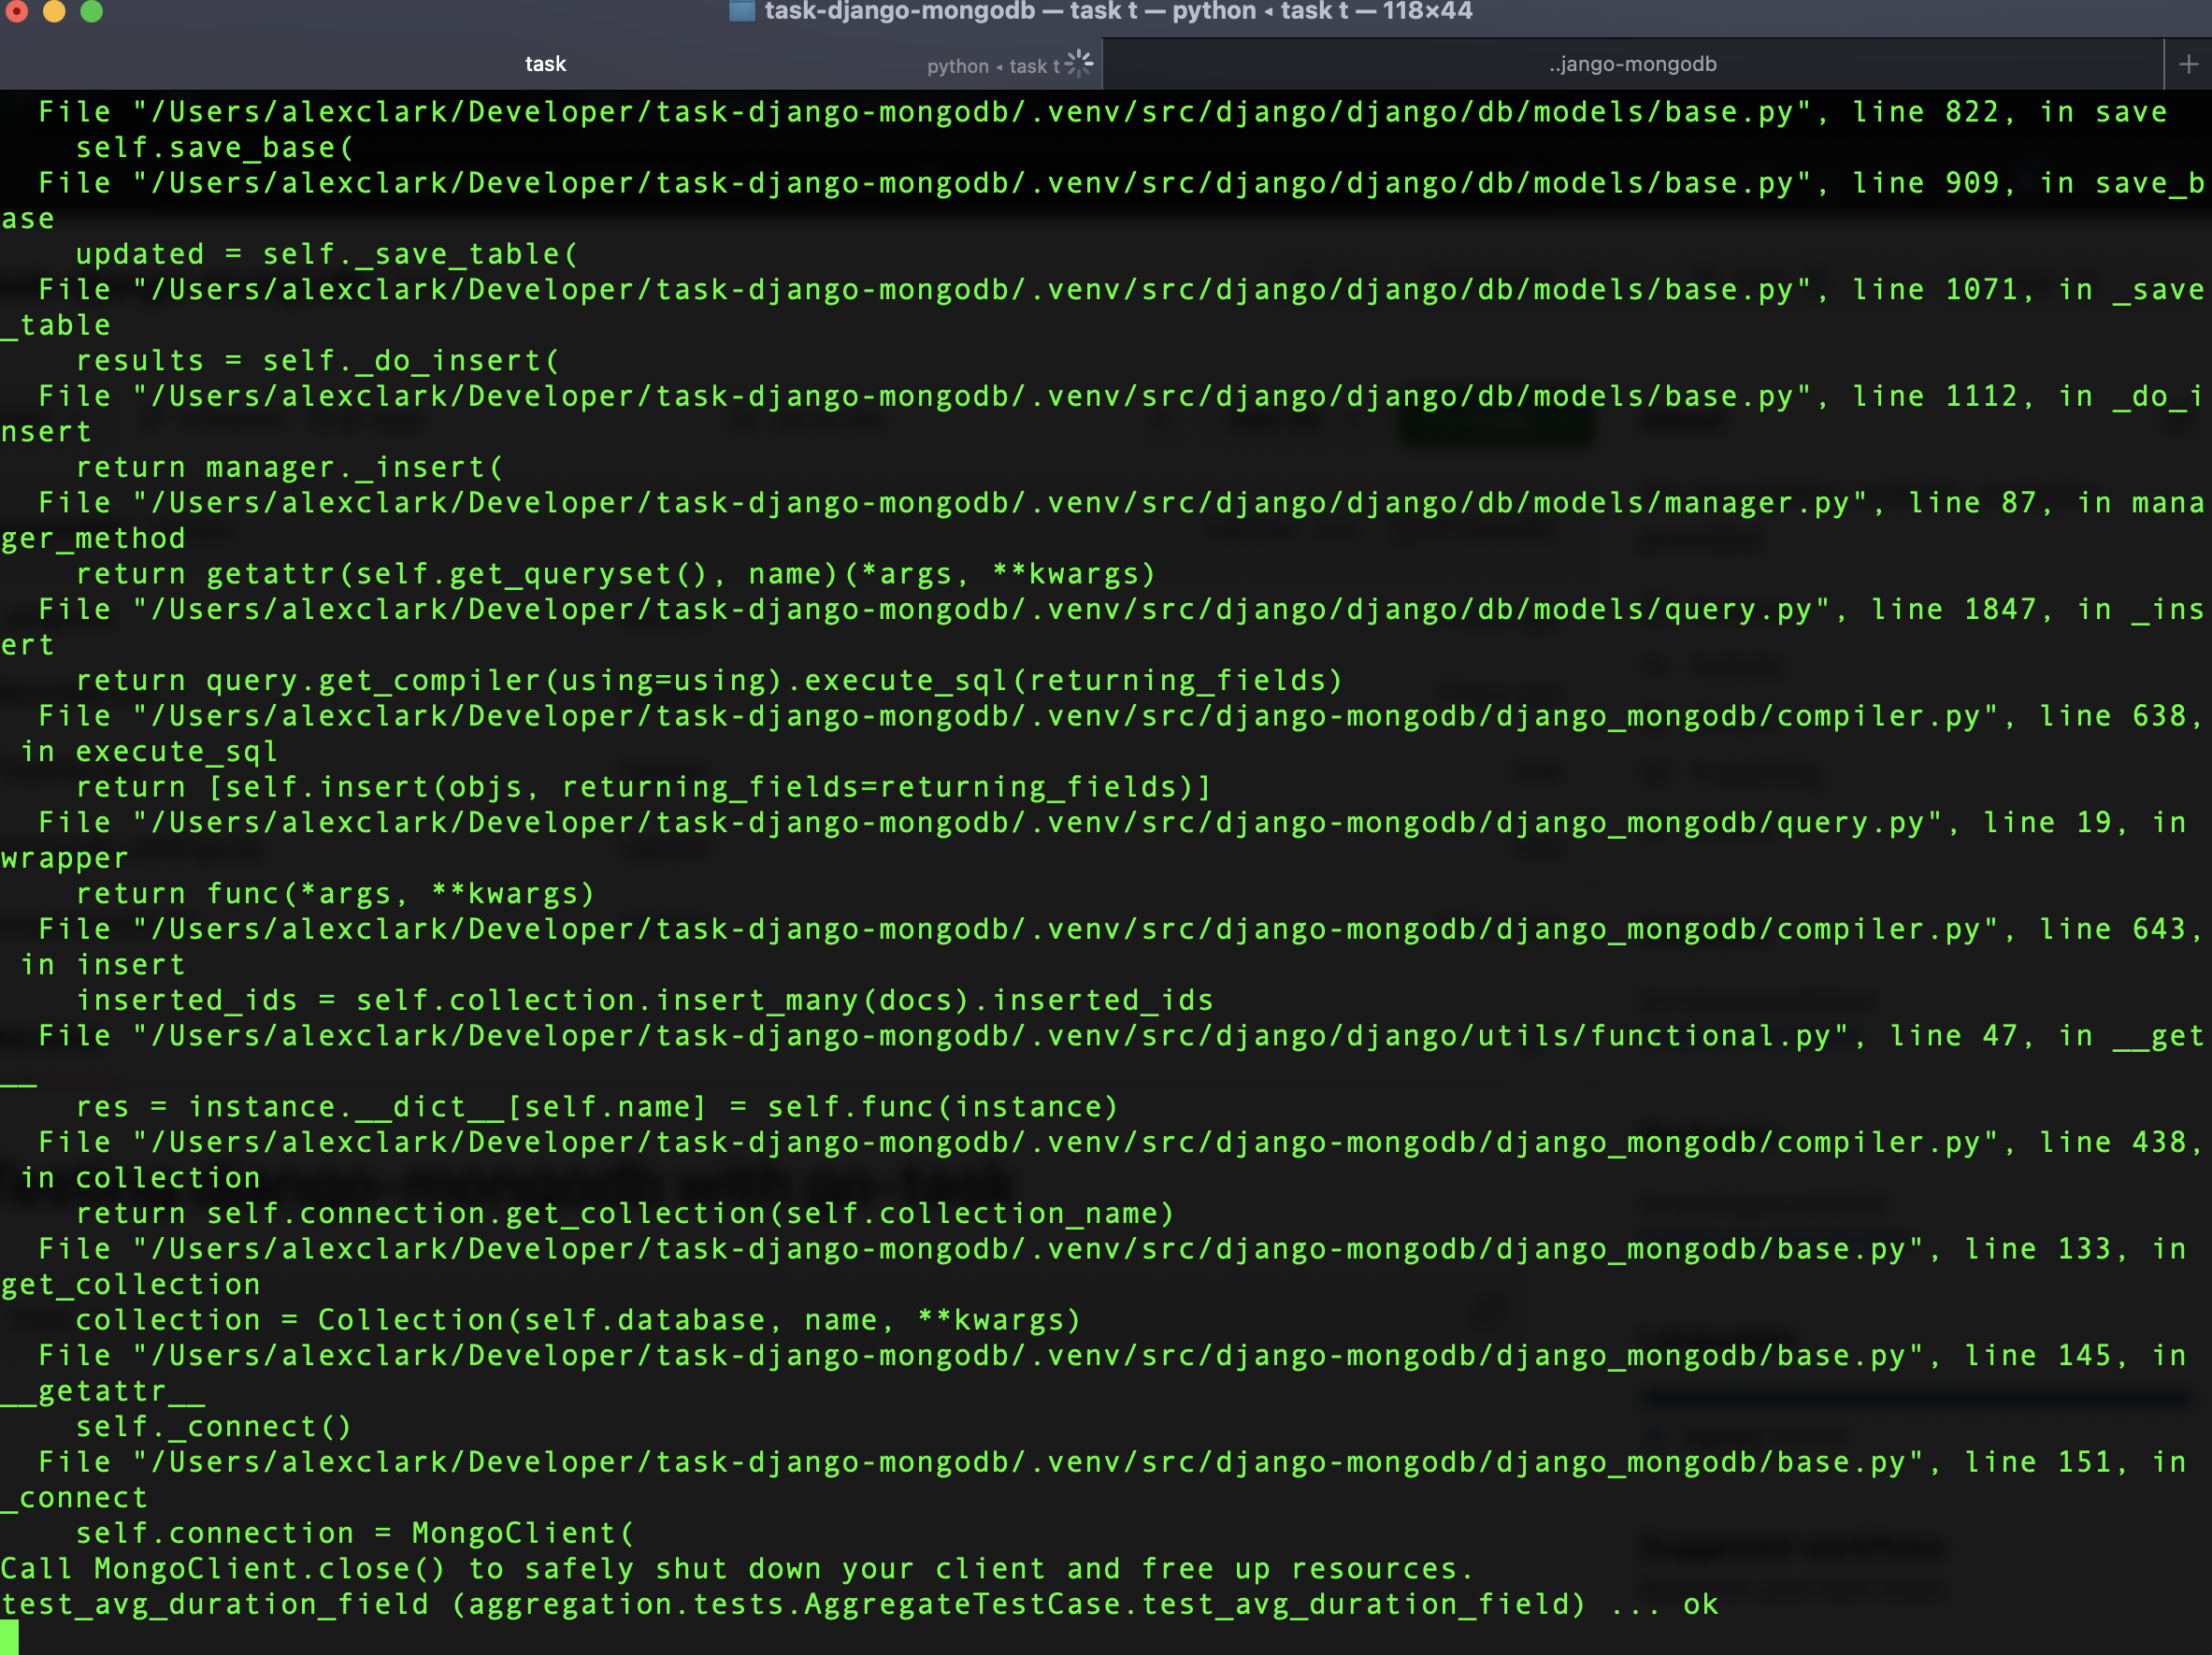 task-django-mongodb — task t — python ◂ task t — 118×44
task
python ◂ task t
..jango-mongodb
+
  File "/Users/alexclark/Developer/task-django-mongodb/.venv/src/django/django/db/models/base.py", line 822, in save
    self.save_base(
  File "/Users/alexclark/Developer/task-django-mongodb/.venv/src/django/django/db/models/base.py", line 909, in save_b
ase
    updated = self._save_table(
  File "/Users/alexclark/Developer/task-django-mongodb/.venv/src/django/django/db/models/base.py", line 1071, in _save
_table
    results = self._do_insert(
  File "/Users/alexclark/Developer/task-django-mongodb/.venv/src/django/django/db/models/base.py", line 1112, in _do_i
nsert
    return manager._insert(
  File "/Users/alexclark/Developer/task-django-mongodb/.venv/src/django/django/db/models/manager.py", line 87, in mana
ger_method
    return getattr(self.get_queryset(), name)(*args, **kwargs)
  File "/Users/alexclark/Developer/task-django-mongodb/.venv/src/django/django/db/models/query.py", line 1847, in _ins
ert
    return query.get_compiler(using=using).execute_sql(returning_fields)
  File "/Users/alexclark/Developer/task-django-mongodb/.venv/src/django-mongodb/django_mongodb/compiler.py", line 638,
 in execute_sql
    return [self.insert(objs, returning_fields=returning_fields)]
  File "/Users/alexclark/Developer/task-django-mongodb/.venv/src/django-mongodb/django_mongodb/query.py", line 19, in
wrapper
    return func(*args, **kwargs)
  File "/Users/alexclark/Developer/task-django-mongodb/.venv/src/django-mongodb/django_mongodb/compiler.py", line 643,
 in insert
    inserted_ids = self.collection.insert_many(docs).inserted_ids
  File "/Users/alexclark/Developer/task-django-mongodb/.venv/src/django/django/utils/functional.py", line 47, in __get
__
    res = instance.__dict__[self.name] = self.func(instance)
  File "/Users/alexclark/Developer/task-django-mongodb/.venv/src/django-mongodb/django_mongodb/compiler.py", line 438,
 in collection
    return self.connection.get_collection(self.collection_name)
  File "/Users/alexclark/Developer/task-django-mongodb/.venv/src/django-mongodb/django_mongodb/base.py", line 133, in
get_collection
    collection = Collection(self.database, name, **kwargs)
  File "/Users/alexclark/Developer/task-django-mongodb/.venv/src/django-mongodb/django_mongodb/base.py", line 145, in
__getattr__
    self._connect()
  File "/Users/alexclark/Developer/task-django-mongodb/.venv/src/django-mongodb/django_mongodb/base.py", line 151, in
_connect
    self.connection = MongoClient(
Call MongoClient.close() to safely shut down your client and free up resources.
test_avg_duration_field (aggregation.tests.AggregateTestCase.test_avg_duration_field) ... ok